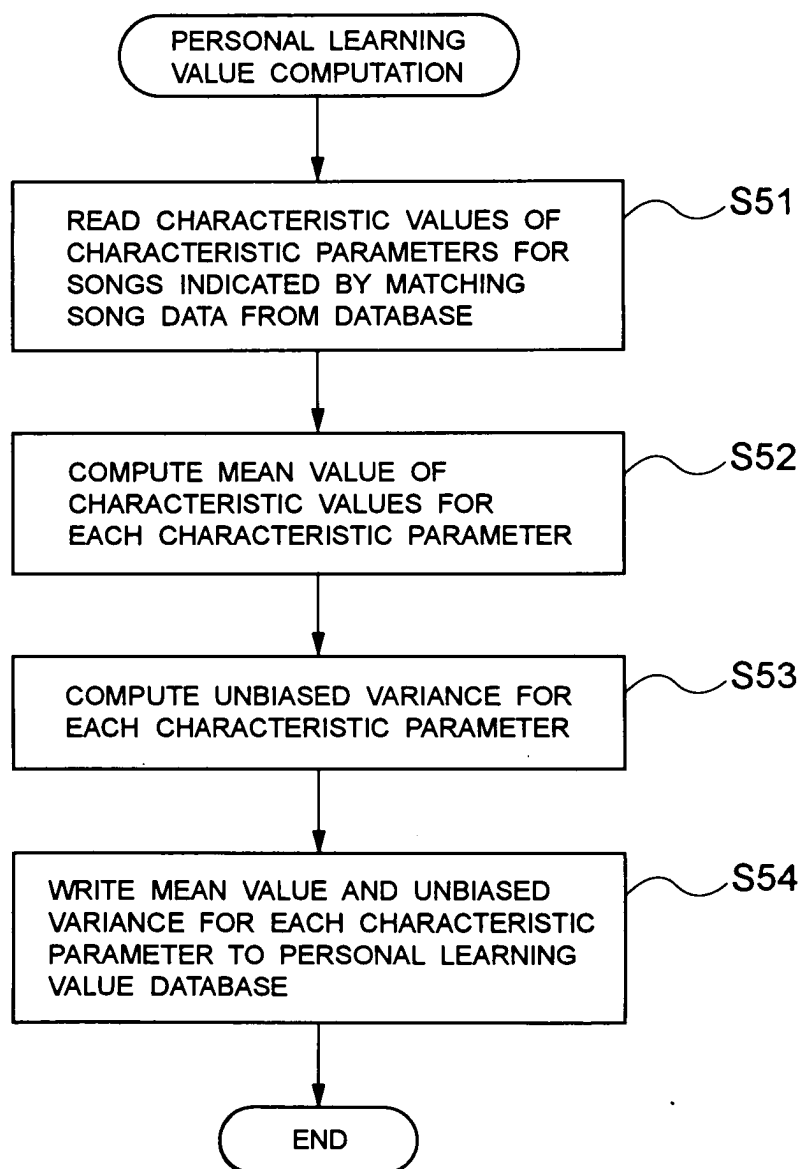 PERSONAL LEARNING
VALUE COMPUTATION
READ CHARACTERISTIC VALUES OF
CHARACTERISTIC PARAMETERS FOR
SONGS INDICATED BY MATCHING
SONG DATA FROM DATABASE
S51
COMPUTE MEAN VALUE OF
CHARACTERISTIC VALUES FOR
EACH CHARACTERISTIC PARAMETER
S52
COMPUTE UNBIASED VARIANCE FOR
EACH CHARACTERISTIC PARAMETER
S53
WRITE MEAN VALUE AND UNBIASED
VARIANCE FOR EACH CHARACTERISTIC
PARAMETER TO PERSONAL LEARNING
VALUE DATABASE
S54
END